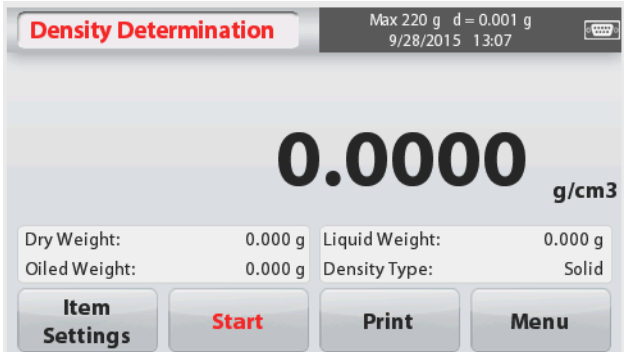 Density Determination
Max 220 g d = 0.001 g
9/28/2015 13:07
0.0000
g/cm3
Dry Weight: 0.000 g Liquid Weight: 0.000 g
Oiled Weight: 0.000 g Density Type: Solid
Item Settings
Start
Print
Menu